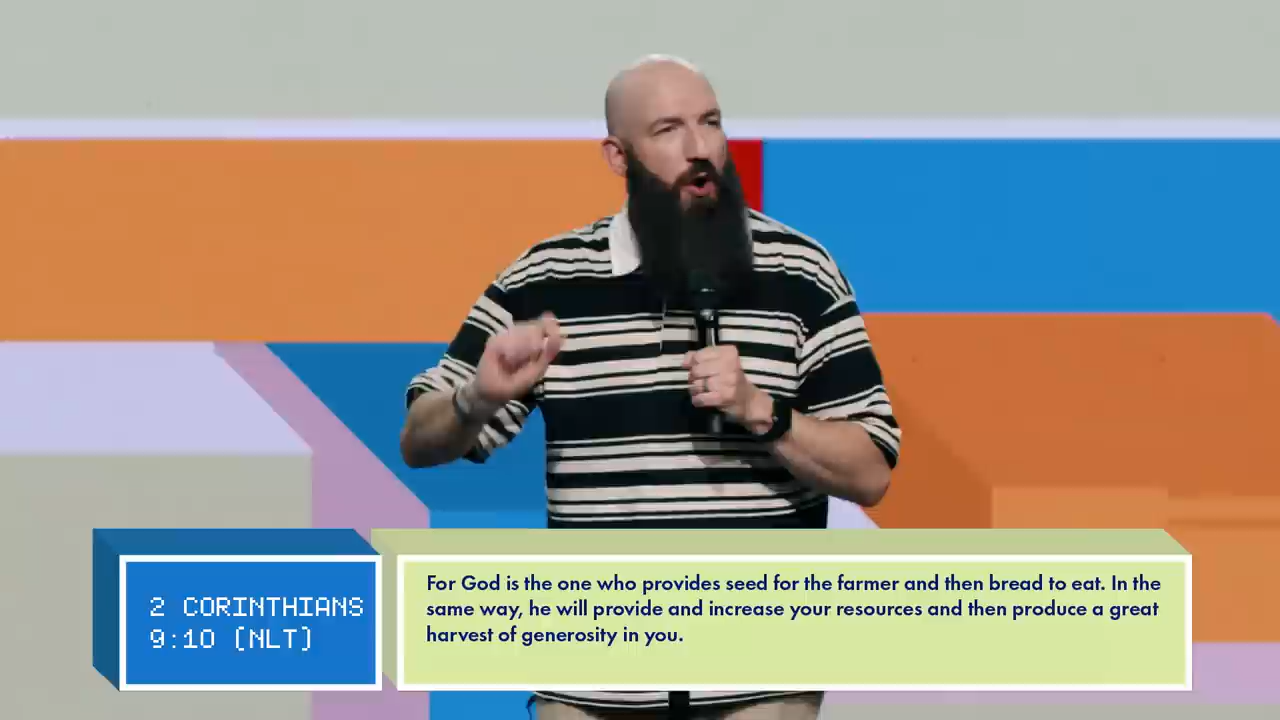 2 CORINTHIANS
9:10 [NLT]
For God is the one who provides seed for the farmer and then bread to eat. In the
same way, he will provide and increase your resources and then produce a great
harvest of generosity in you.